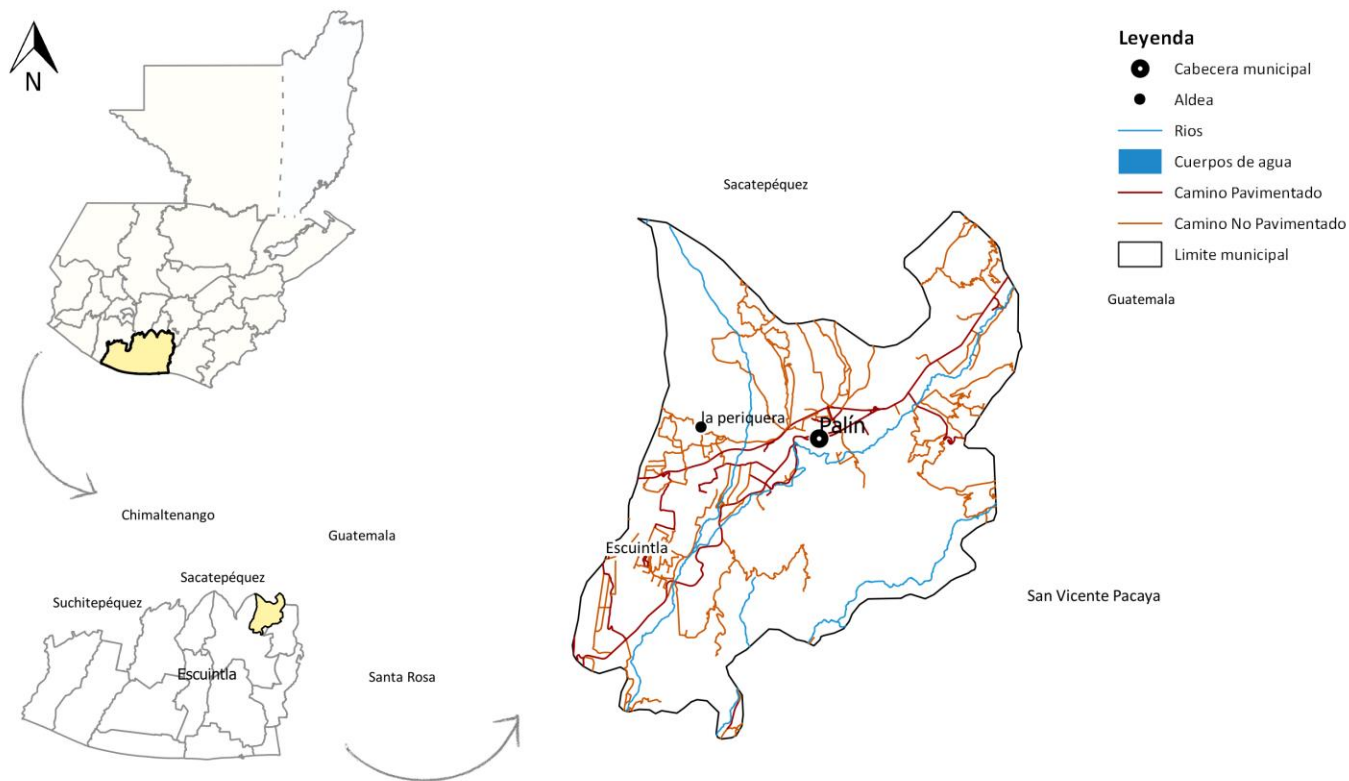 N
Leyenda
Cabecera municipal
Aldea
Rios
Cuerpos de agua
Camino Pavimentado
Camino No Pavimentado
Limite municipal
Sacatepéquez
Guatemala
la periquera
Palín
Escuintla
San Vicente Pacaya
Chimaltenango
Guatemala
Sacatepéquez
Suchitepéquez
Escuintla
Santa Rosa